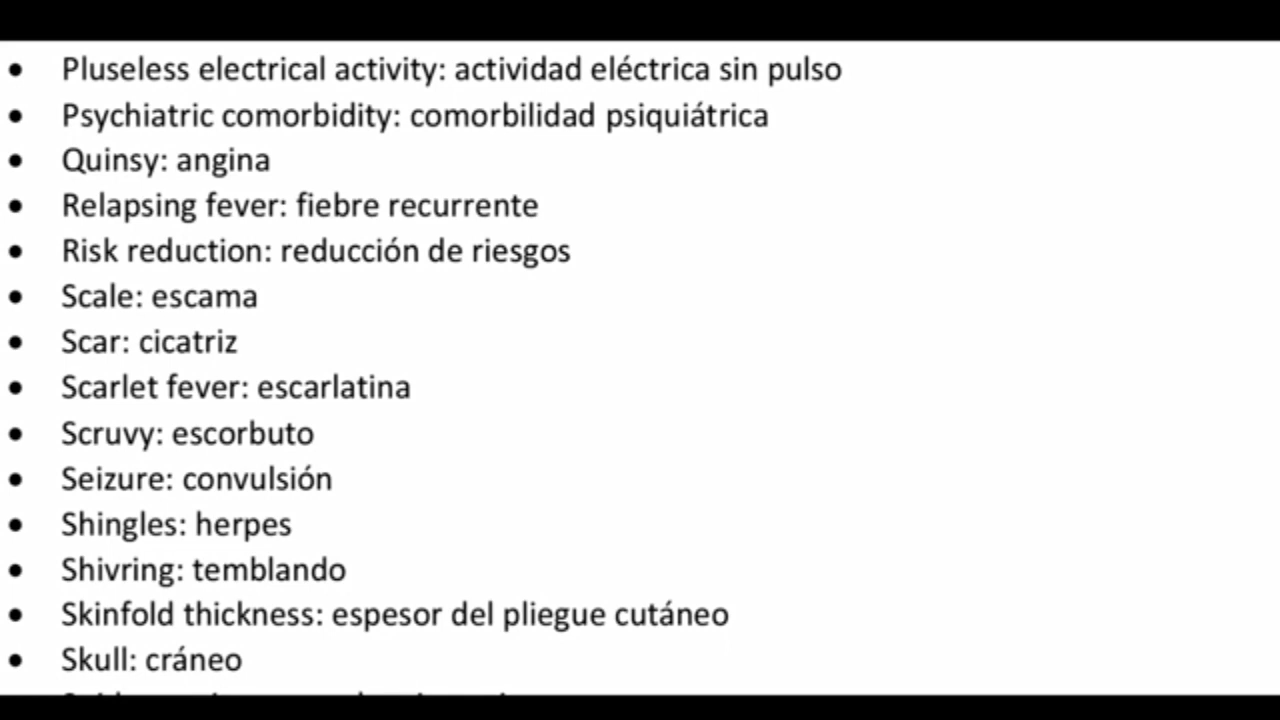 • Pluseless electrical activity: actividad eléctrica sin pulso
• Psychiatric comorbidity: comorbilidad psiquiátrica
• Quinsy: angina
• Relapsing fever: fiebre recurrente
• Risk reduction: reducción de riesgos
• Scale: escama
• Scar: cicatriz
• Scarlet fever: escarlatina
• Scruvy: escorbuto
• Seizure: convulsión
• Shingles: herpes
• Shivring: temblando
• Skinfold thickness: espesor del pliegue cutáneo
• Skull: cráneo